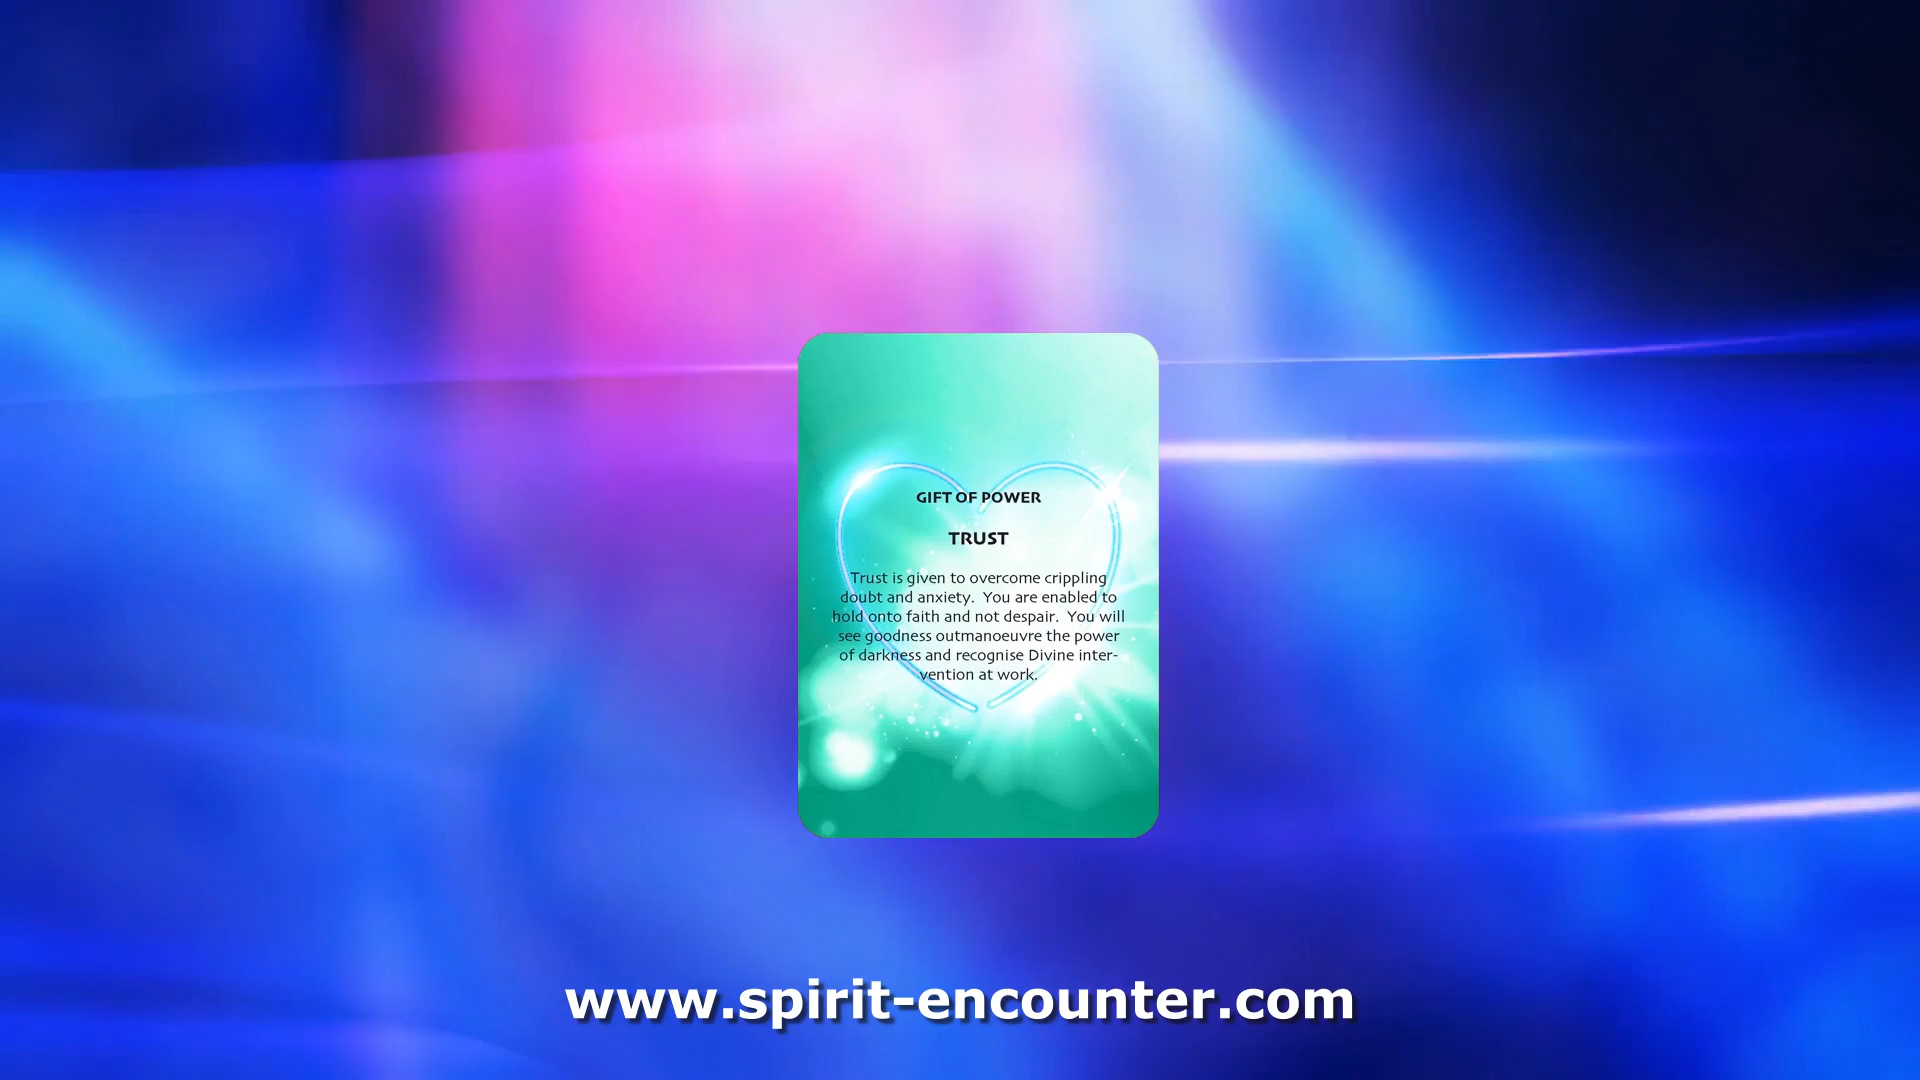 GIFT OF POWER
TRUST
Trust is given to overcome crippling
doubt and anxiety.  You are enabled to
hold onto faith and not despair.  You will
see goodness outmanoeuvre the power
of darkness and recognise Divine inter-
vention at work.
www.spirit-encounter.com